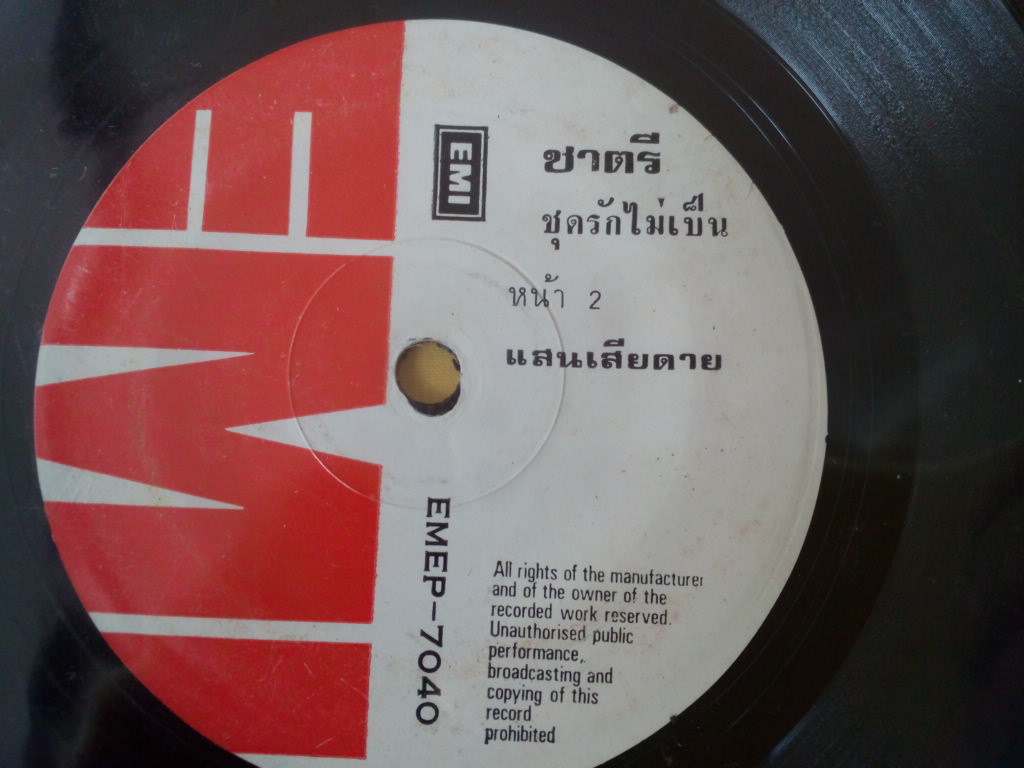 EMI
EMI
ชาตรี
ชุดรักไม่เป็น
หน้า 2
แสนเสียดาย
EMEP-7040
All rights of the manufacturer
and of the owner of the
recorded work reserved.
Unauthorised public
performance,
broadcasting and
copying of this
record
prohibited